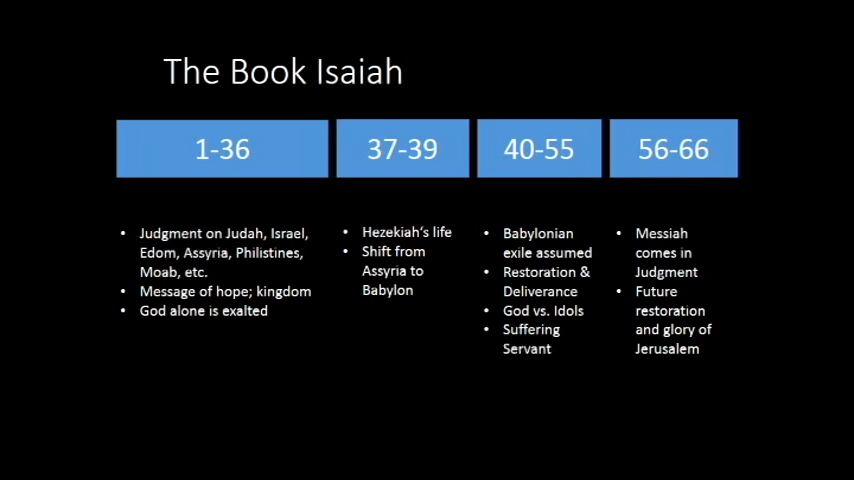 The Book Isaiah
1-36
37-39
40-55
56-66
• Judgment on Judah, Israel,
Edom, Assyria, Philistines,
Moab, etc.
• Message of hope; kingdom
• God alone is exalted
• Hezekiah‘s life
• Shift from
Assyria to
Babylon
• Babylonian
exile assumed
• Restoration &
Deliverance
• God vs. Idols
• Suffering
Servant
• Messiah
comes in
Judgment
• Future
restoration
and glory of
Jerusalem